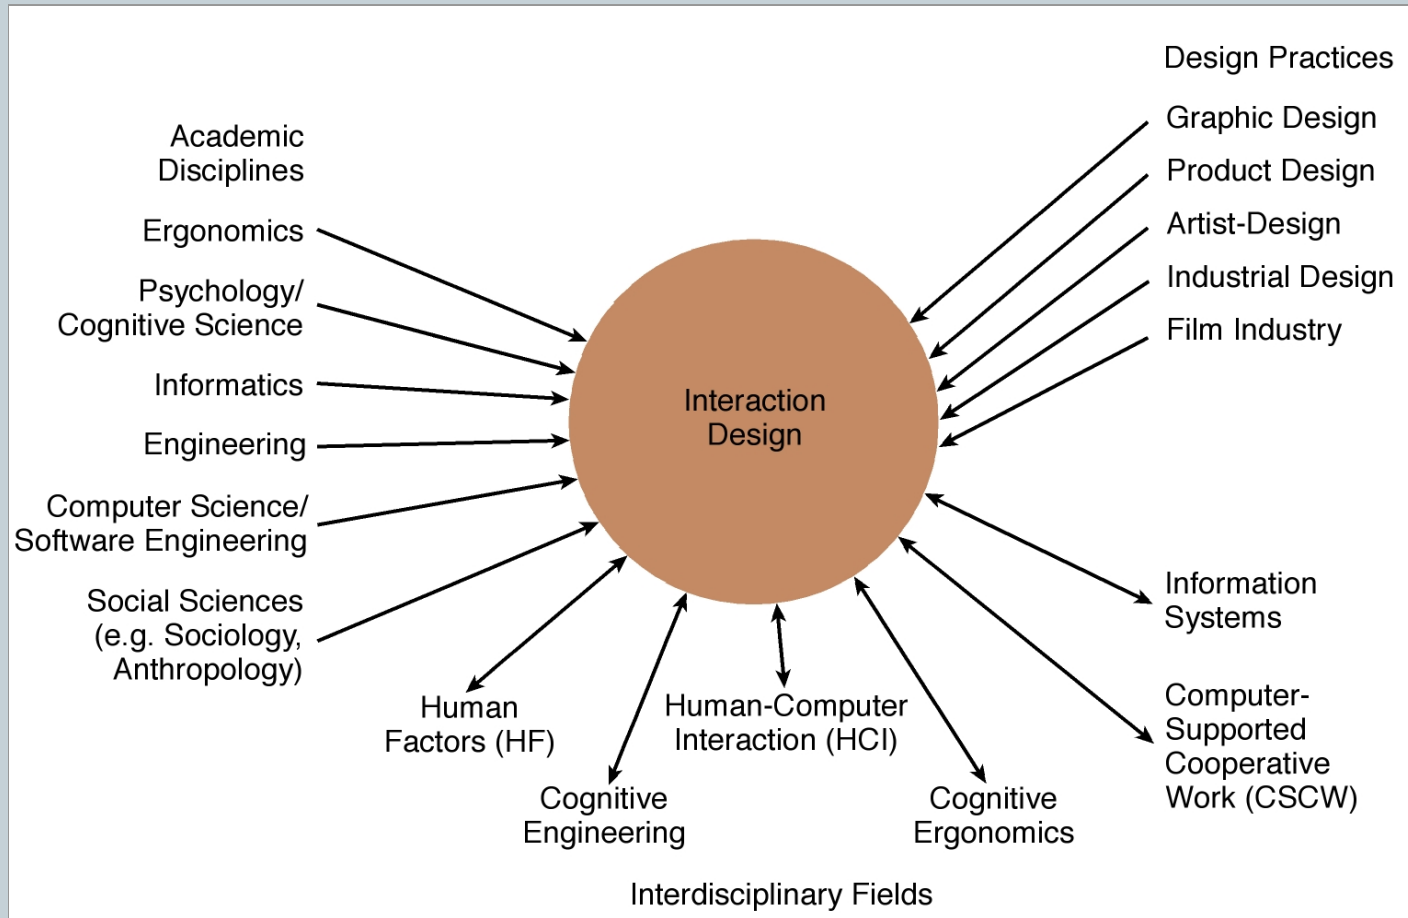 Design Practices
Graphic Design
Product Design
Artist-Design
Industrial Design
Film Industry
Academic
Disciplines
Ergonomics
Psychology/
Cognitive Science
Informatics
Engineering
Computer Science/
Software Engineering
Social Sciences
(e.g. Sociology,
Anthropology)
Interaction
Design
Information
Systems
Computer-
Supported
Cooperative
Work (CSCW)
Human
Factors (HF)
Human-Computer
Interaction (HCI)
Cognitive
Engineering
Cognitive
Ergonomics
Interdisciplinary Fields